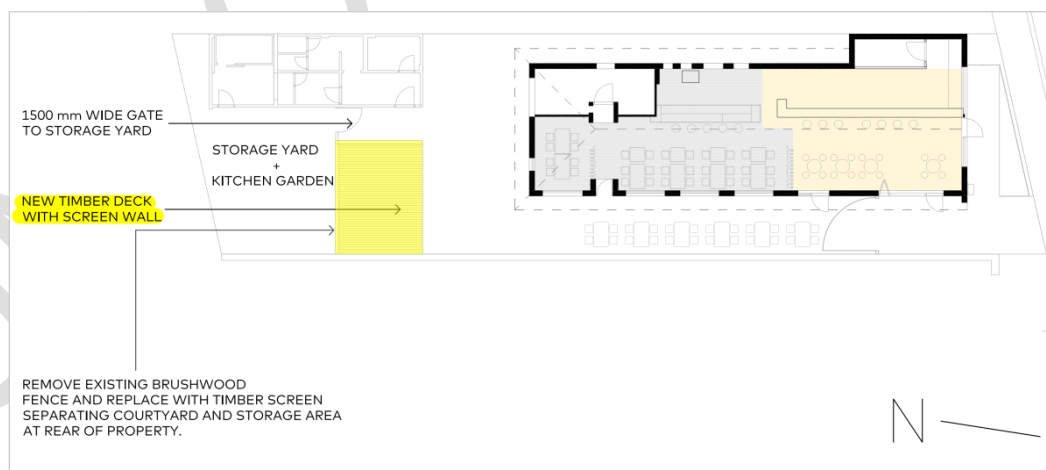 1500 mm WIDE GATE
TO STORAGE YARD
STORAGE YARD
+
KITCHEN GARDEN
NEW TIMBER DECK
WITH SCREEN WALL
REMOVE EXISTING BRUSHWOOD
FENCE AND REPLACE WITH TIMBER SCREEN
SEPARATING COURTYARD AND STORAGE AREA
AT REAR OF PROPERTY.
N